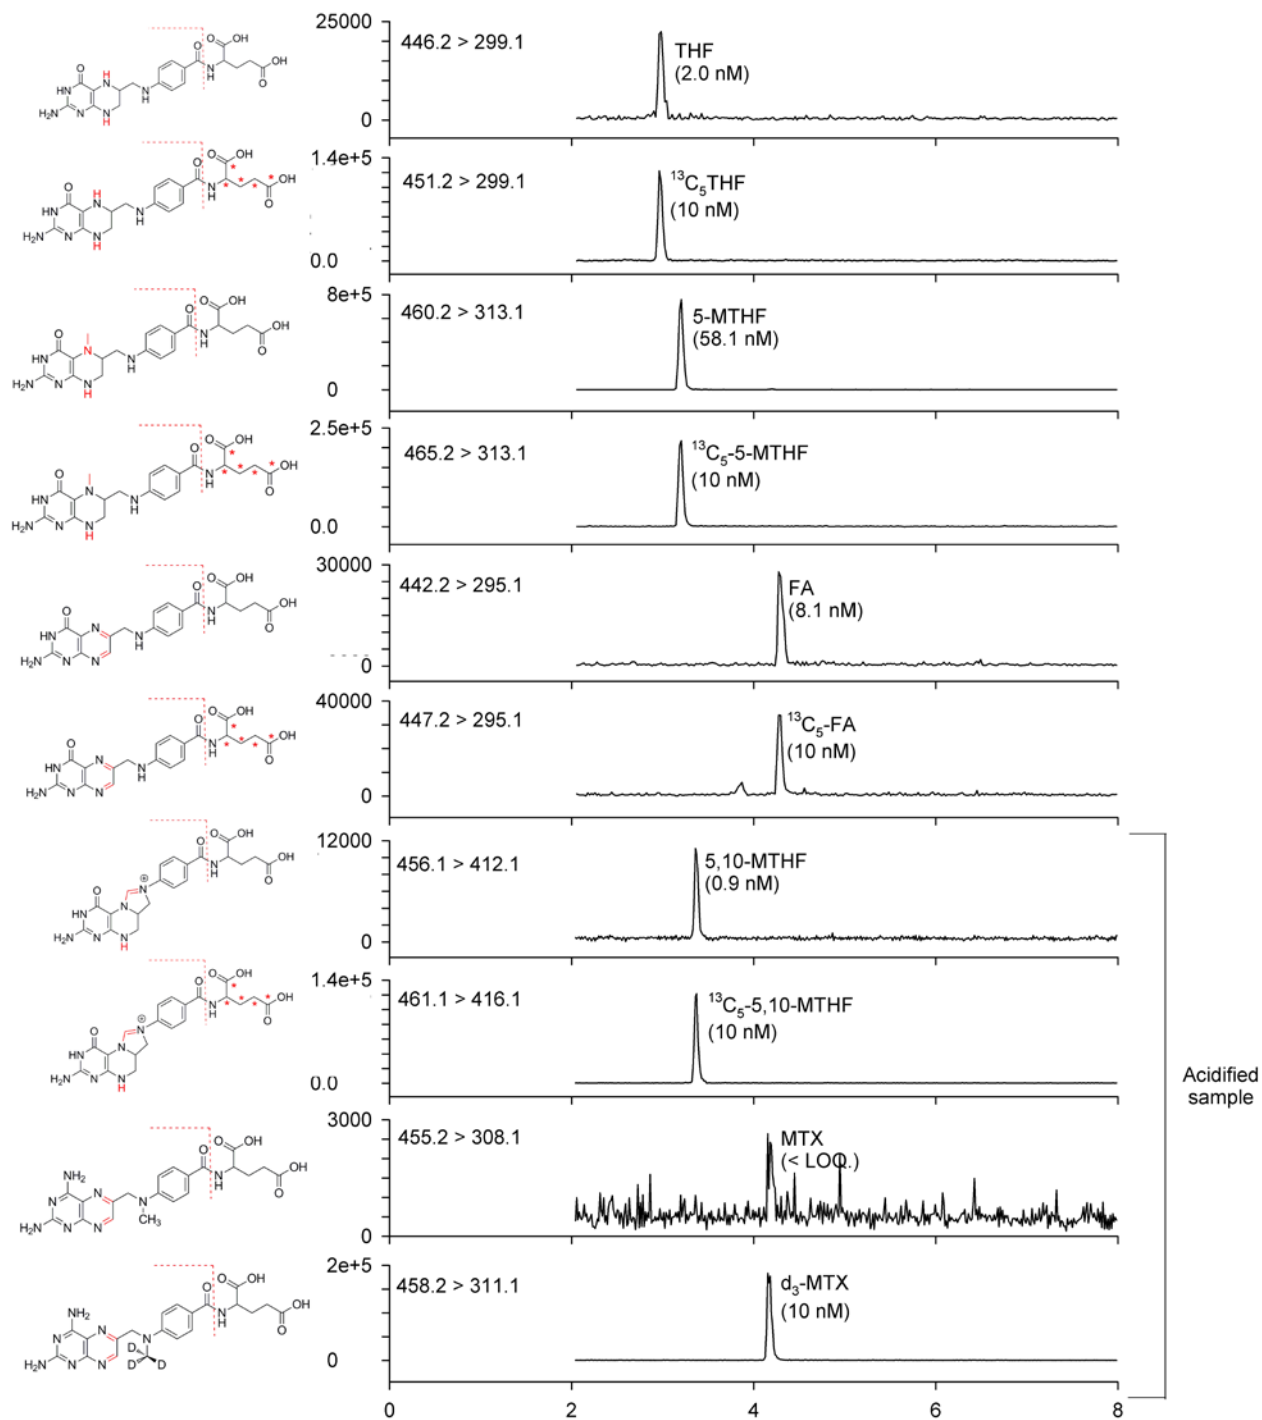 25000
446.2 > 299.1
THF
(2.0 nM)
0
1.4e+5
451.2 > 299.1
¹³C₅THF
(10 nM)
0.0
8e+5
460.2 > 313.1
5-MTHF
(58.1 nM)
0
2.5e+5
465.2 > 313.1
¹³C₅-5-MTHF
(10 nM)
0.0
30000
442.2 > 295.1
FA
(8.1 nM)
0
40000
447.2 > 295.1
¹³C₅-FA
(10 nM)
0
12000
456.1 > 412.1
5,10-MTHF
(0.9 nM)
0
1.4e+5
461.1 > 416.1
¹³C₅-5,10-MTHF
(10 nM)
0.0
Acidified
sample
3000
455.2 > 308.1
MTX
(< LOQ.)
0
2e+5
458.2 > 311.1
d₃-MTX
(10 nM)
0
0 2 4 6 8